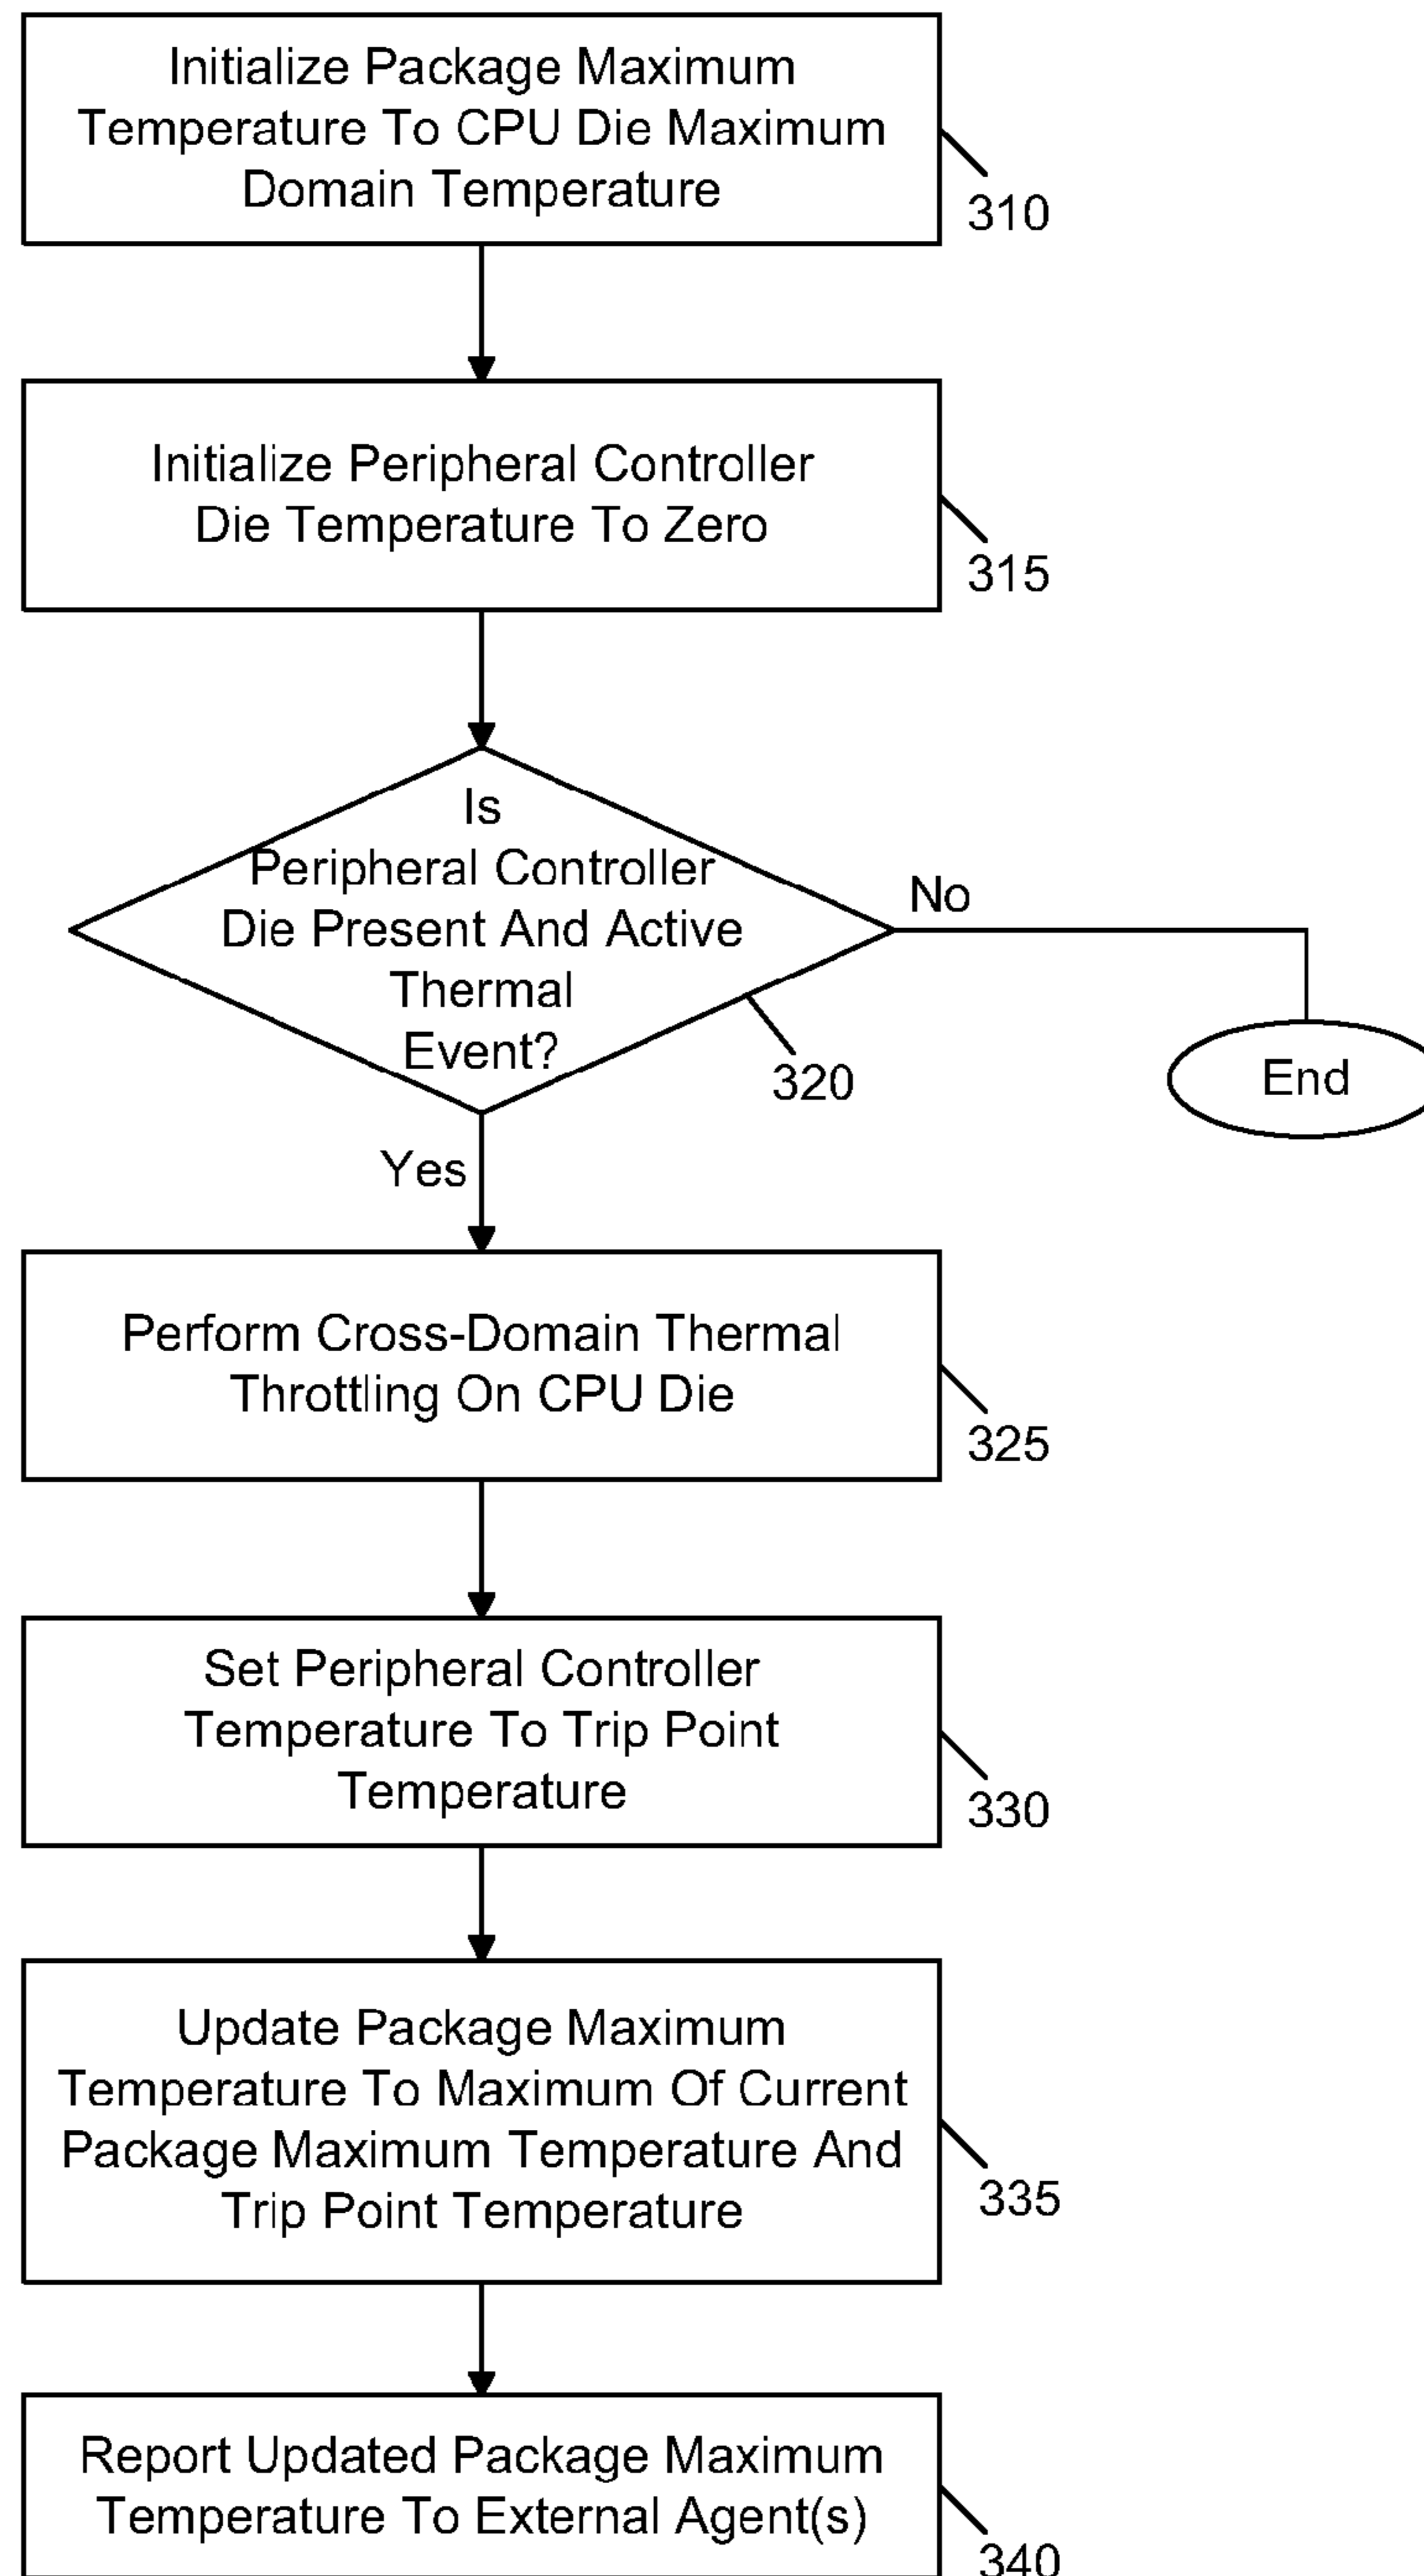 Initialize Package Maximum
Temperature To CPU Die Maximum
Domain Temperature
310
Initialize Peripheral Controller
Die Temperature To Zero
315
Is
Peripheral Controller
Die Present And Active
Thermal
Event?
No
320
End
Yes
Perform Cross-Domain Thermal
Throttling On CPU Die
325
Set Peripheral Controller
Temperature To Trip Point
Temperature
330
Update Package Maximum
Temperature To Maximum Of Current
Package Maximum Temperature And
Trip Point Temperature
335
Report Updated Package Maximum
Temperature To External Agent(s)
340